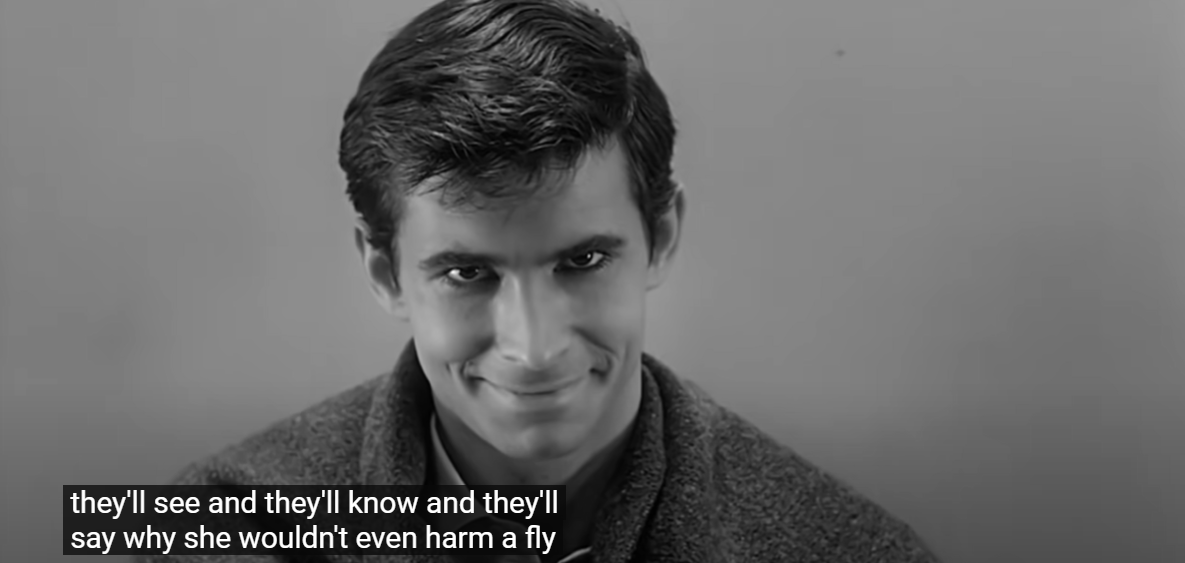 they'll see and they'll know and they'll
say why she wouldn't even harm a fly